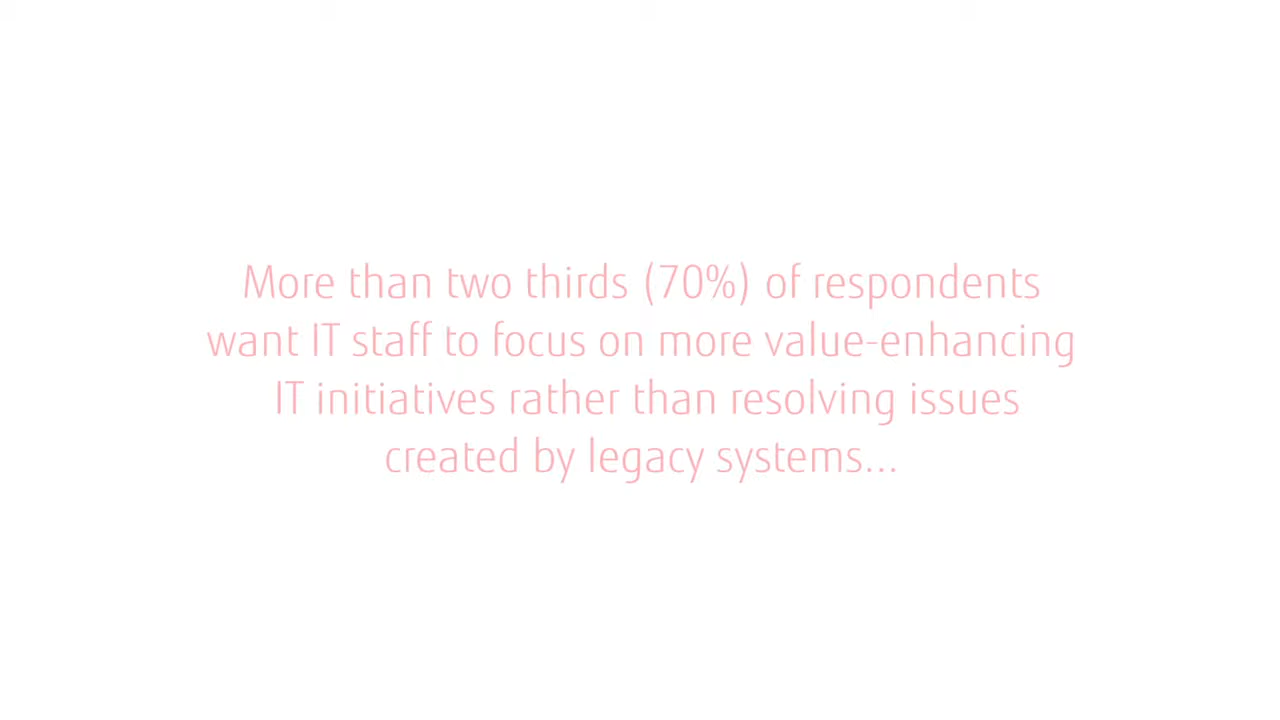 More than two thirds (70%) of respondents
want IT staff to focus on more value-enhancing
IT initiatives rather than resolving issues
created by legacy systems...